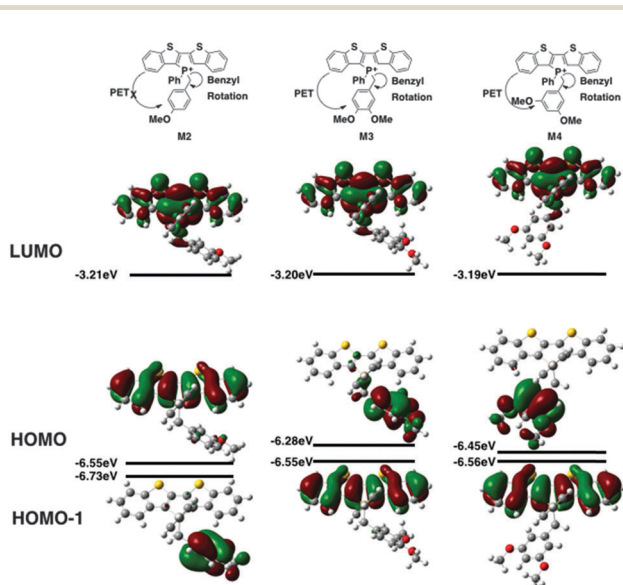 S S
P+
Ph Benzyl
PET X Rotation
MeO
M2
S S
P+
Ph Benzyl
PET Rotation
MeO OMe
M3
S S
P+
Ph Benzyl
PET MeO Rotation
OMe
M4
LUMO
-3.21eV
-3.20eV
-3.19eV
HOMO
-6.55eV
-6.28eV
-6.45eV
HOMO-1
-6.73eV
-6.55eV
-6.56eV